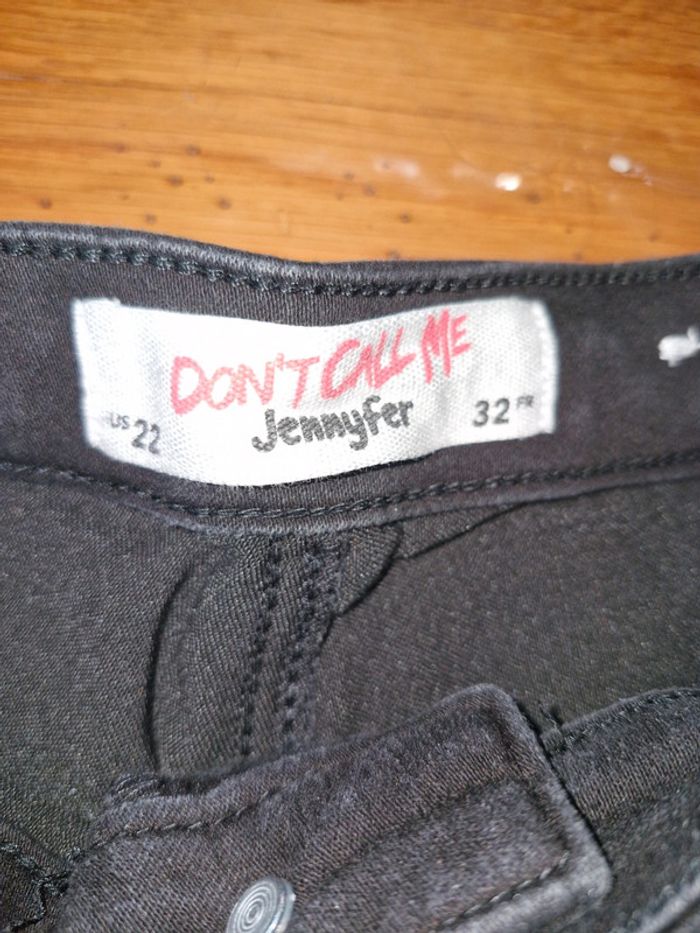 DON'T CALL ME
Jennyfer
US 22
32 FR